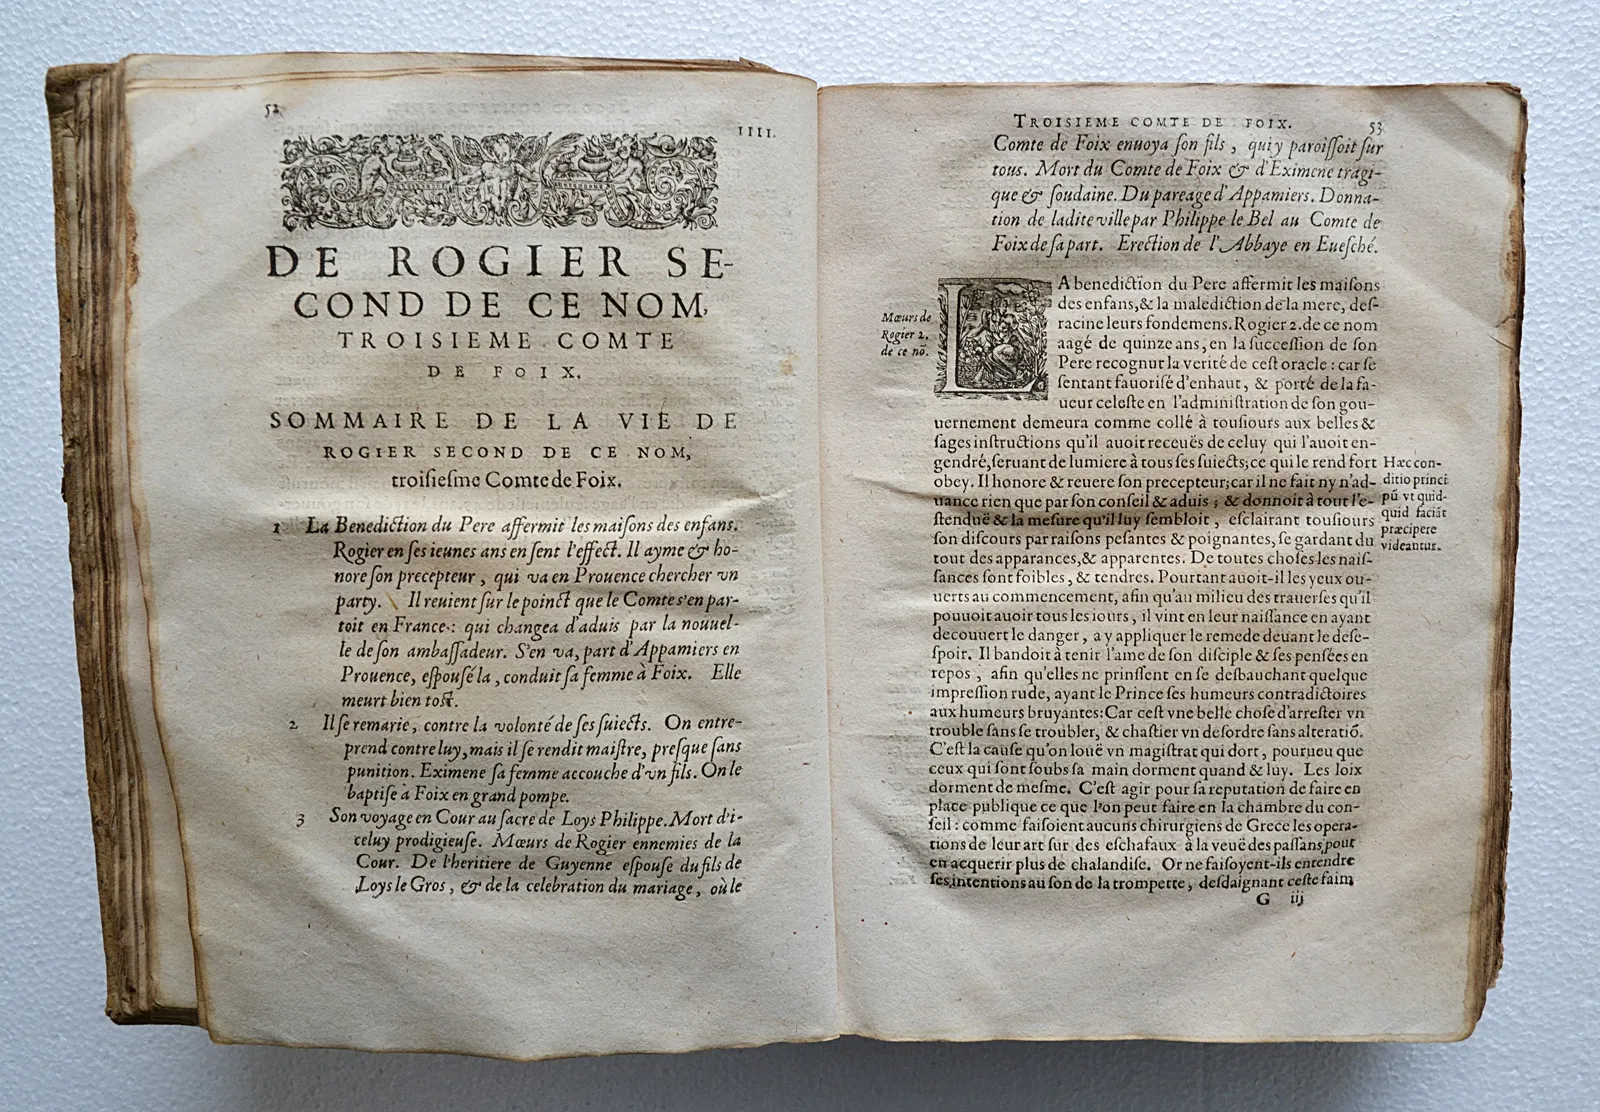 52
IIII.
DE ROGIER SE-
COND DE CE NOM,
TROISIEME COMTE
DE FOIX.
SOMMAIRE DE LA VIE DE
ROGIER SECOND DE CE NOM,
troiſieſme Comte de Foix.
1 La Benediction du Pere affermit les maiſons des enfans.
Rogier en ſes ieunes ans en ſent l'effect. Il ayme & ho-
nore ſon precepteur, qui va en Prouence chercher vn
party. Il reuient ſur le poinct que le Comte s'en par-
toit en France: qui changea d'aduis par la nouuel-
le de ſon ambaſſadeur. S'en va, part d'Appamiers en
Prouence, eſpouſé la, conduit ſa femme à Foix. Elle
meurt bien toſt.
2 Il ſe remarie, contre la volonté de ſes ſuiects. On entre-
prend contre luy, mais il ſe rendit maiſtre, preſque ſans
punition. Eximene ſa femme accouche d'vn fils. On le
baptiſe à Foix en grand pompe.
3 Son voyage en Cour au ſacre de Loys Philippe. Mort d'i-
celuy prodigieuſe. Mœurs de Rogier ennemies de la
Cour. De l'heritiere de Guyenne eſpouſe du fils de
Loys le Gros, & de la celebration du mariage, où le
TROISIEME COMTE DE FOIX.
53
Comte de Foix enuoya ſon fils, qui y paroiſſoit ſur
tous. Mort du Comte de Foix & d'Eximene tragi-
que & ſoudaine. Du pareage d'Appamiers. Donna-
tion de ladite ville par Philippe le Bel au Comte de
Foix de ſa part. Erection de l'Abbaye en Eueſché.
Mœurs de
Rogier 2.
de ce nō.
LA benediction du Pere affermit les maiſons
des enfans, & la malediction de la mere, deſ-
racine leurs fondemens. Rogier 2. de ce nom
aagé de quinze ans, en la ſucceſſion de ſon
Pere recognut la verité de ceſt oracle: car ſe
ſentant fauoriſé d'enhaut, & porté de la fa-
ueur celeſte en l'adminiſtration de ſon gou-
uernement demeura comme collé à touſiours aux belles &
ſages inſtructions qu'il auoit receuës de celuy qui l'auoit en-
gendré, ſeruant de lumiere à tous ſes ſuiects; ce qui le rend fort
obey. Il honore & reuere ſon precepteur; car il ne fait ny n'ad-
uance rien que par ſon conſeil & aduis; & donnoit à tout l'e-
ſtenduë & la meſure qu'il luy ſembloit, eſclairant touſiours
ſon diſcours par raiſons peſantes & poignantes, ſe gardant du
tout des apparances, & apparentes. De toutes choſes les naiſ-
ſances ſont foibles, & tendres. Pourtant auoit-il les yeux ou-
uerts au commencement, afin qu'au milieu des trauerſes qu'il
pouuoit auoir tous les iours, il vint en leur naiſſance en ayant
decouuert le danger, a y appliquer le remede deuant le deſe-
ſpoir. Il bandoit à tenir l'ame de ſon diſciple & ſes penſées en
repos, afin qu'elles ne prinſſent en ſe desbauchant quelque
impreſſion rude, ayant le Prince ſes humeurs contradictoires
aux humeurs bruyantes: Car ceſt vne belle choſe d'arreſter vn
trouble ſans ſe troubler, & chaſtier vn deſordre ſans alteratiō.
C'eſt la cauſe qu'on louë vn magiſtrat qui dort, pourueu que
ceux qui ſont ſoubs ſa main dorment quand & luy. Les loix
dorment de meſme. C'eſt agir pour ſa reputation de faire en
place publique ce que l'on peut faire en la chambre du con-
ſeil: comme faiſoient aucuns chirurgiens de Grece les opera-
tions de leur art ſur des eſchafaux à la veuë des paſſans pour
en acquerir plus de chalandiſe. Or ne faiſoyent-ils entendre
ſes intentions au ſon de la trompette, deſdaignant ceſte faim
Hæc con-
ditio princi
pū vt quid-
quid faciāt
præcipere
videantur.
G iij